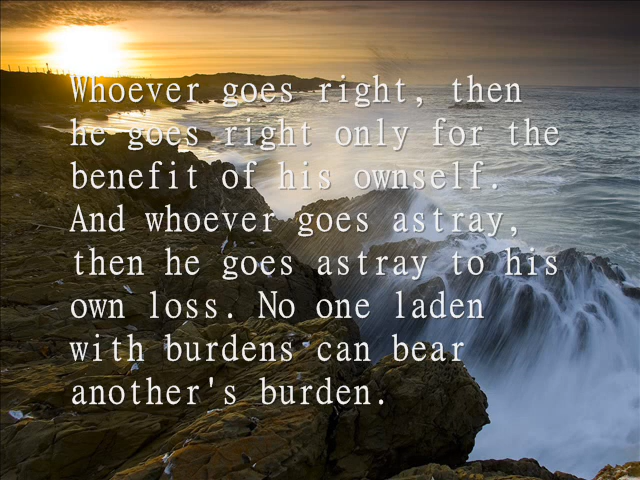 Whoever goes right, then
he goes right only for the
benefit of his ownself.
And whoever goes astray,
then he goes astray to his
own loss. No one laden
with burdens can bear
another's burden.